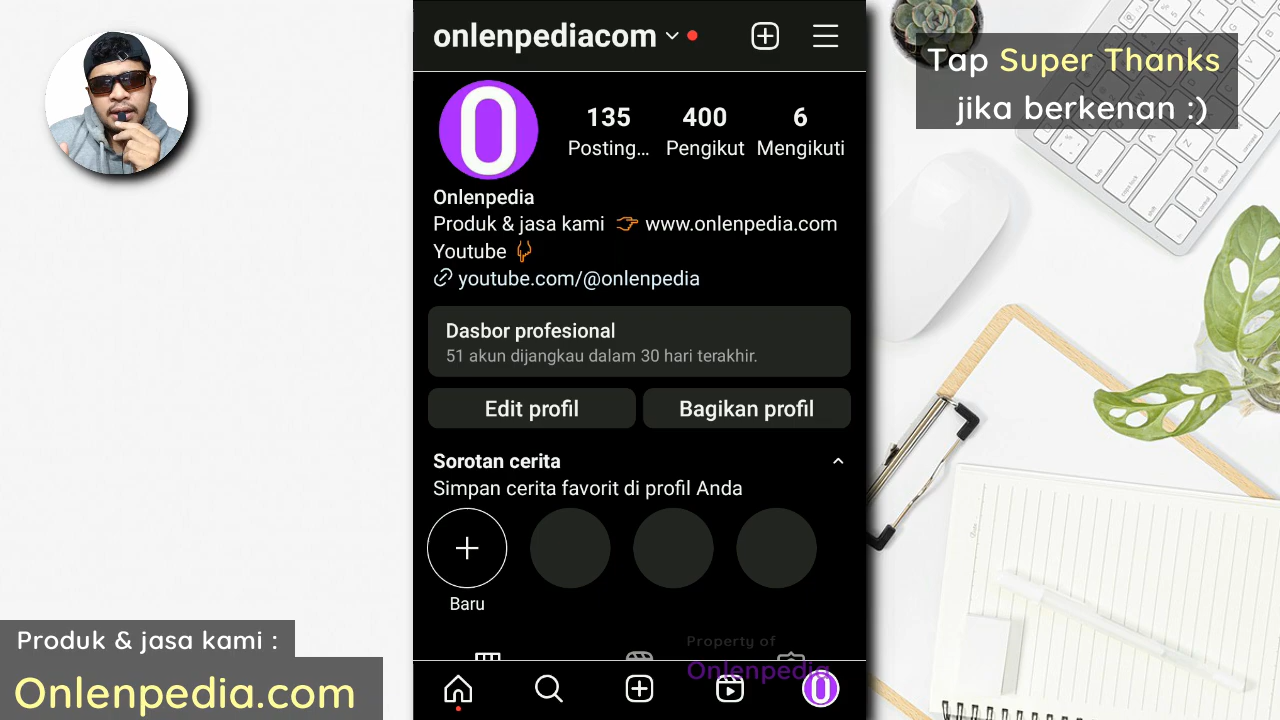 onlenpediacom
Tap Super Thanks
jika berkenan :)
135 400 6
Posting... Pengikut Mengikuti
Onlenpedia
Produk & jasa kami 👉 www.onlenpedia.com
Youtube 👇
youtube.com/@onlenpedia
Dasbor profesional
51 akun dijangkau dalam 30 hari terakhir.
Edit profil Bagikan profil
Sorotan cerita
Simpan cerita favorit di profil Anda
Baru
Property of
Onlenpedia
Produk & jasa kami :
Onlenpedia.com